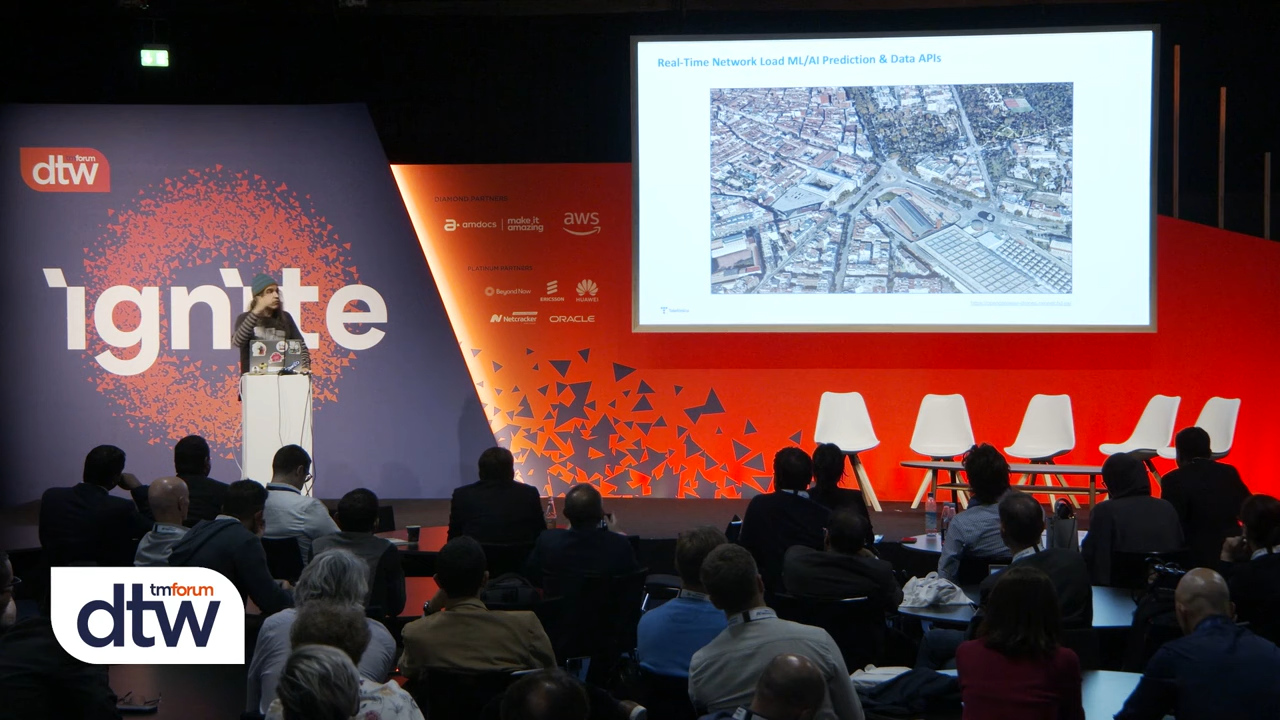 Real-Time Network Load ML/AI Prediction & Data APIs
forum
dtw
ignite
DIAMOND PARTNERS
amdocs | make it amazing
aws
PLATINUM PARTNERS
Beyond Now
ERICSSON
HUAWEI
Netcracker
ORACLE
Telefónica
tmforum
dtw